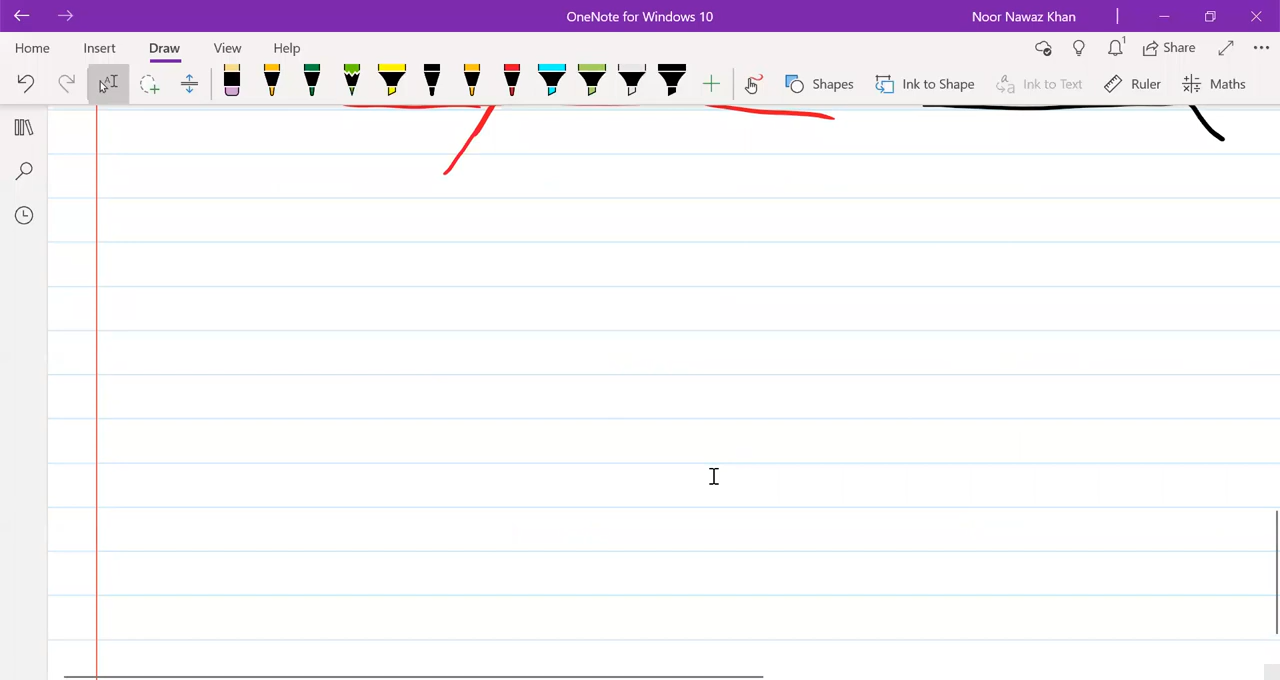 OneNote for Windows 10
Noor Nawaz Khan
Home
Insert
Draw
View
Help
1
Share
Shapes
Ink to Shape
Ink to Text
Ruler
Maths